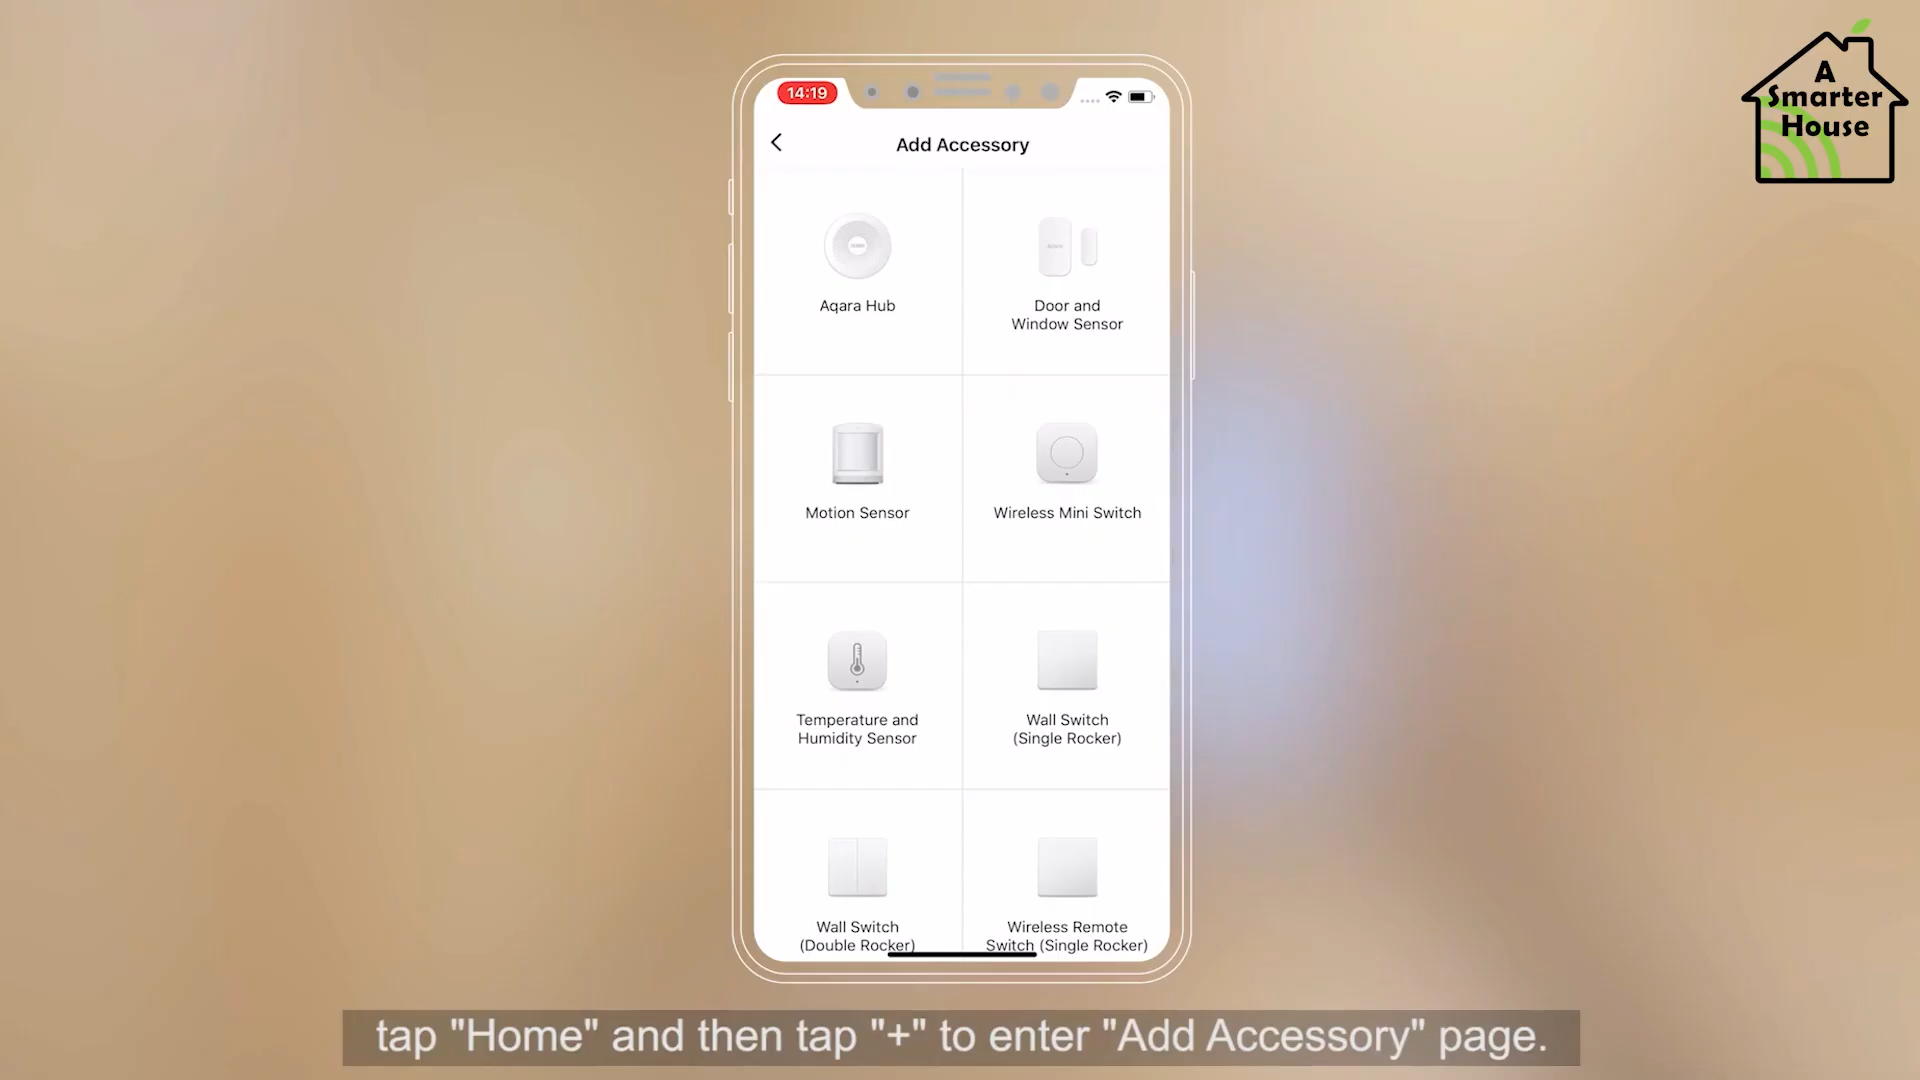 14:19
Add Accessory
Aqara Hub
Door and
Window Sensor
Motion Sensor
Wireless Mini Switch
Temperature and
Humidity Sensor
Wall Switch
(Single Rocker)
Wall Switch
(Double Rocker)
Wireless Remote
Switch (Single Rocker)
A
Smarter
House
tap "Home" and then tap "+" to enter "Add Accessory" page.